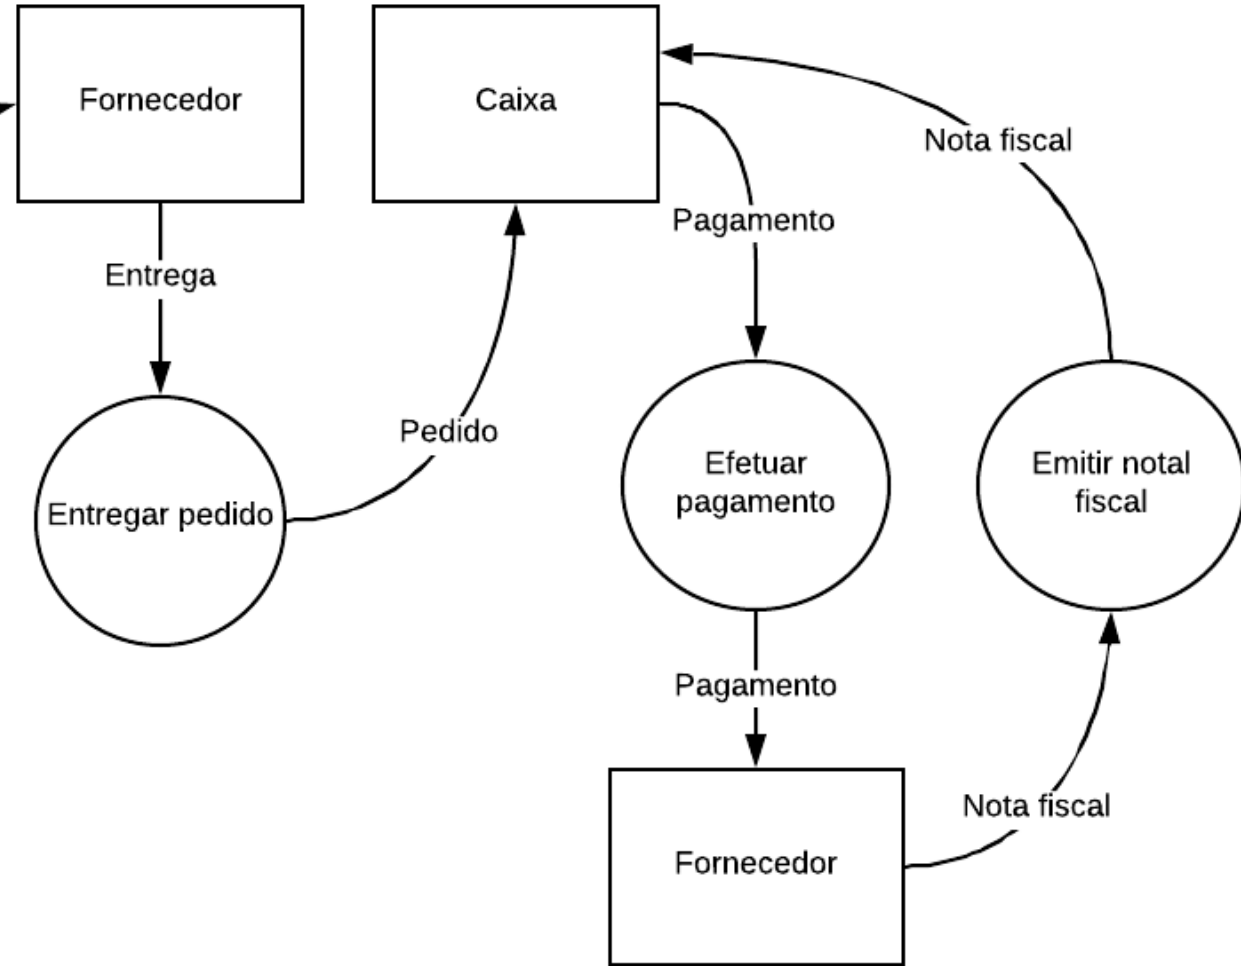 Fornecedor
Caixa
Nota fiscal
Pagamento
Entrega
Pedido
Efetuar
pagamento
Emitir notal
fiscal
Entregar pedido
Pagamento
Nota fiscal
Fornecedor